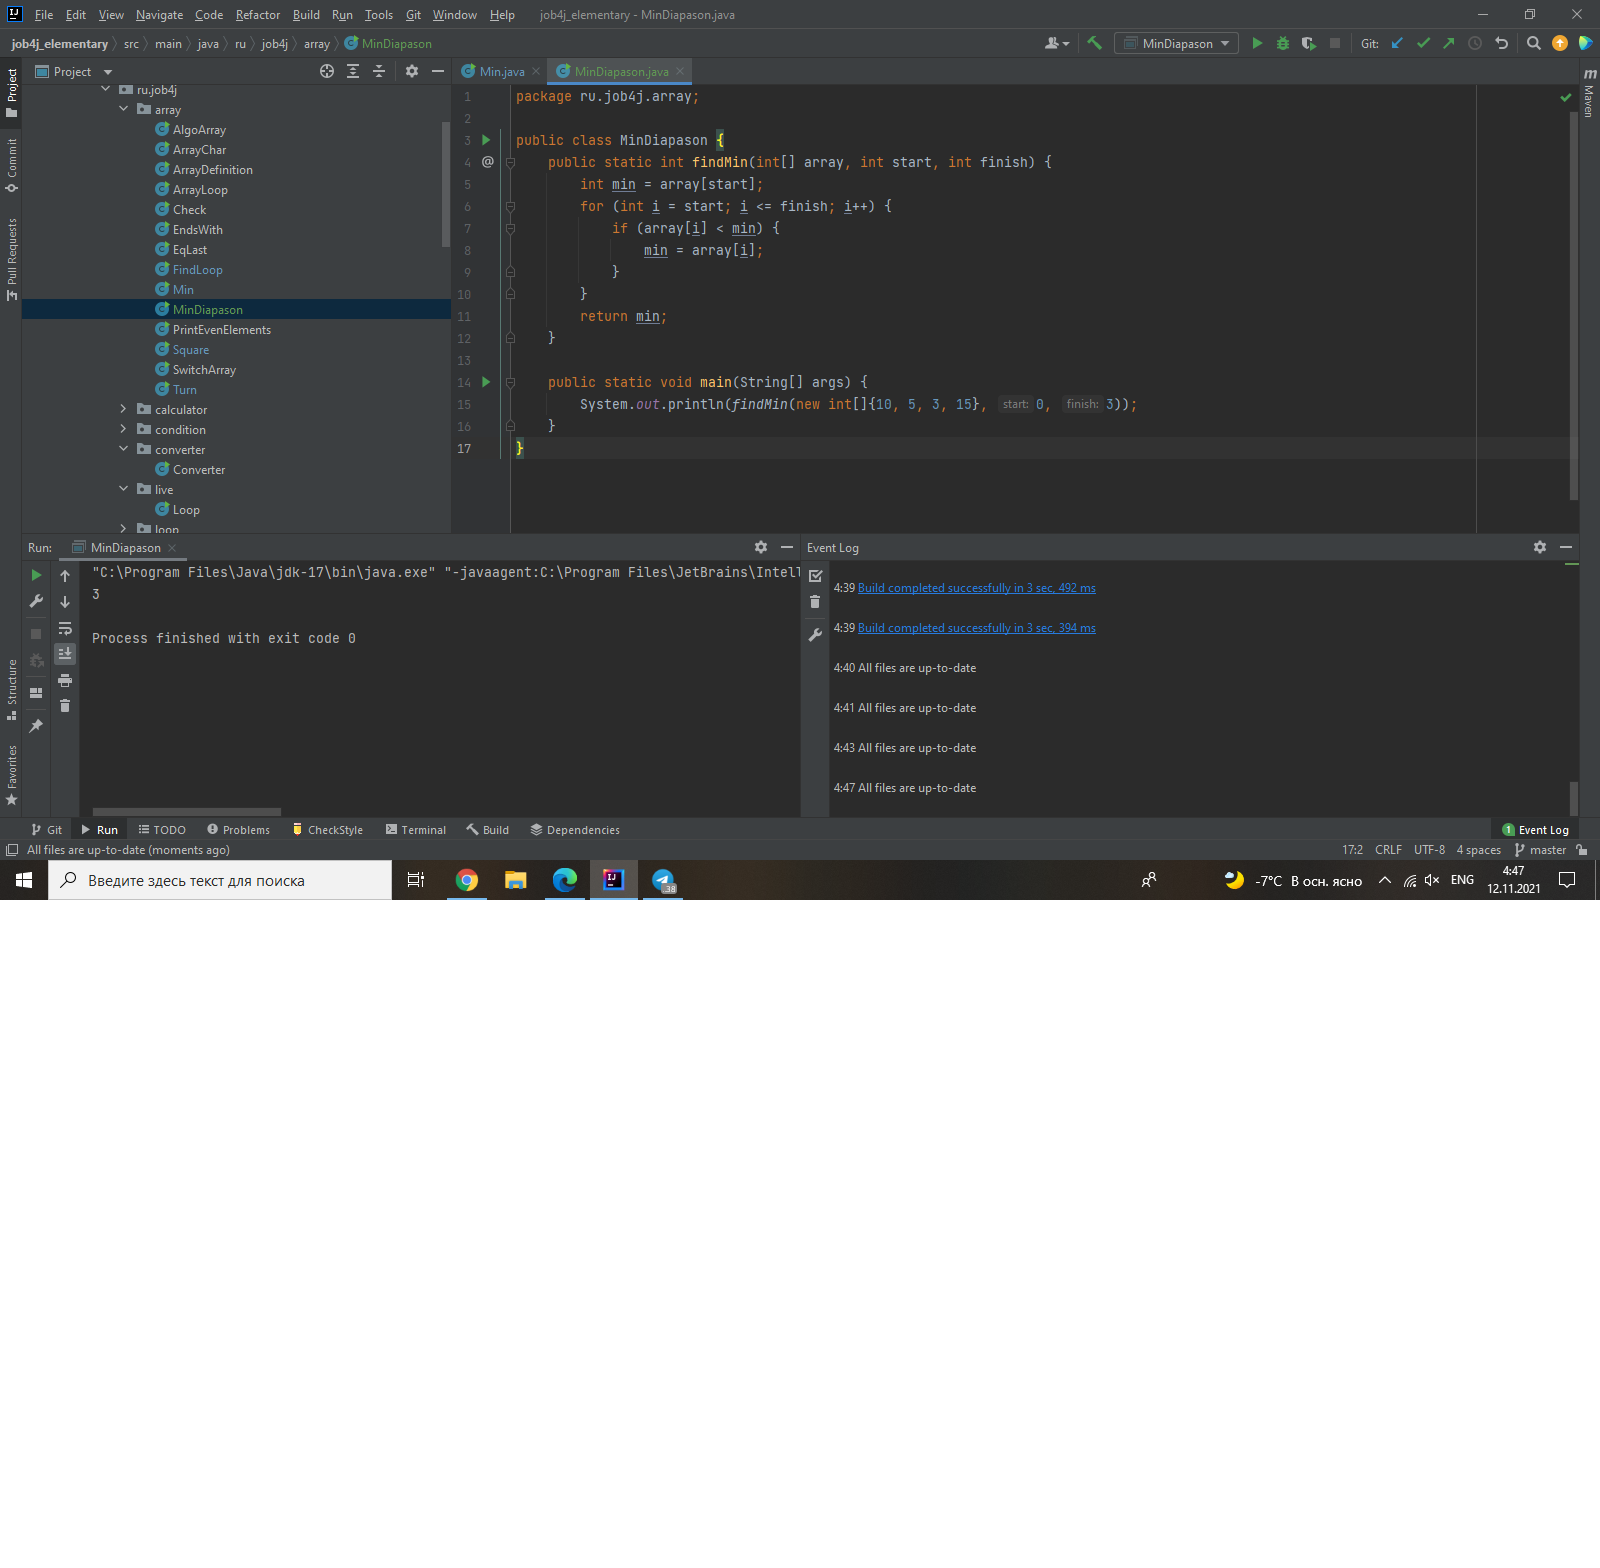 File Edit View Navigate Code Refactor Build Run Tools Git Window Help job4j_elementary - MinDiapason.java
job4j_elementary src main java ru job4j array MinDiapason
MinDiapason
Git:
Project
Commit
Pull Requests
Structure
Favorites
Project
ru.job4j
array
AlgoArray
ArrayChar
ArrayDefinition
ArrayLoop
Check
EndsWith
EqLast
FindLoop
Min
MinDiapason
PrintEvenElements
Square
SwitchArray
Turn
calculator
condition
converter
Converter
live
Loop
loop
Min.java MinDiapason.java
1 package ru.job4j.array;
2
3 public class MinDiapason {
4 @ public static int findMin(int[] array, int start, int finish) {
5 int min = array[start];
6 for (int i = start; i <= finish; i++) {
7 if (array[i] < min) {
8 min = array[i];
9 }
10 }
11 return min;
12 }
13
14 public static void main(String[] args) {
15 System.out.println(findMin(new int[]{10, 5, 3, 15}, start: 0, finish: 3));
16 }
17 }
m Maven
Run: MinDiapason
"C:\Program Files\Java\jdk-17\bin\java.exe" "-javaagent:C:\Program Files\JetBrains\Intell
3
Process finished with exit code 0
Event Log
4:39 Build completed successfully in 3 sec, 492 ms
4:39 Build completed successfully in 3 sec, 394 ms
4:40 All files are up-to-date
4:41 All files are up-to-date
4:43 All files are up-to-date
4:47 All files are up-to-date
Git Run TODO Problems CheckStyle Terminal Build Dependencies 1 Event Log
All files are up-to-date (moments ago) 17:2 CRLF UTF-8 4 spaces master
Введите здесь текст для поиска
.38
-7°C В осн. ясно ENG
4:47
12.11.2021